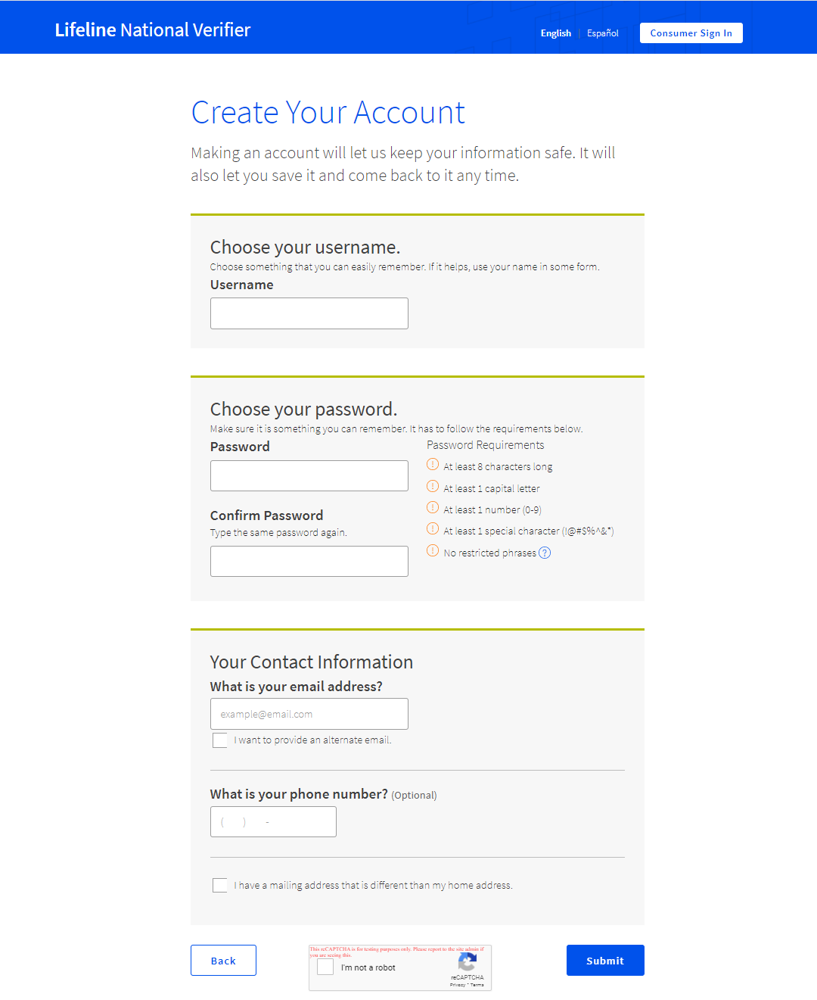 Lifeline National Verifier
English | Español
Consumer Sign In
Create Your Account
Making an account will let us keep your information safe. It will
also let you save it and come back to it any time.
Choose your username.
Choose something that you can easily remember. If it helps, use your name in some form.
Username
Choose your password.
Make sure it is something you can remember. It has to follow the requirements below.
Password
Password Requirements
! At least 8 characters long
! At least 1 capital letter
! At least 1 number (0-9)
! At least 1 special character (!@#$%^&*)
! No restricted phrases ?
Confirm Password
Type the same password again.
Your Contact Information
What is your email address?
example@email.com
I want to provide an alternate email.
What is your phone number? (Optional)
( ) -
I have a mailing address that is different than my home address.
Back
This reCAPTCHA is for testing purposes only. Please report to the site admin if
you are seeing this.
I'm not a robot
reCAPTCHA
Privacy - Terms
Submit